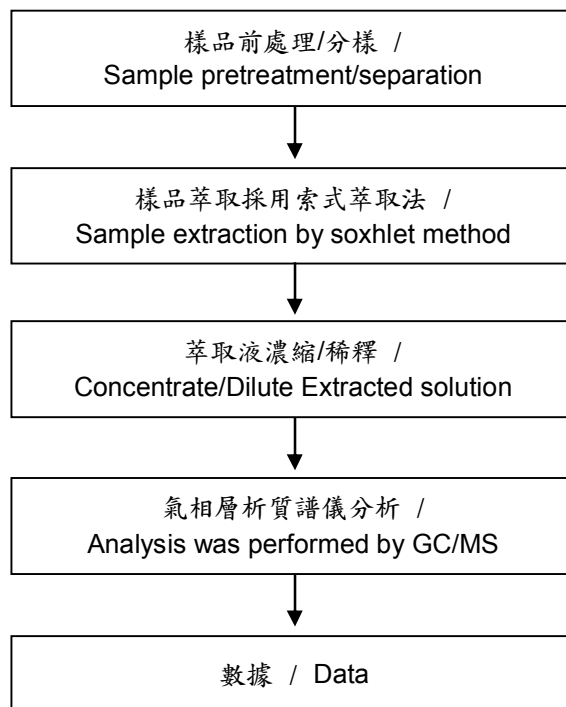 樣品前處理/分樣 /
Sample pretreatment/separation
樣品萃取採用索式萃取法 /
Sample extraction by soxhlet method
萃取液濃縮/稀釋 /
Concentrate/Dilute Extracted solution
氣相層析質譜儀分析 /
Analysis was performed by GC/MS
數據 / Data